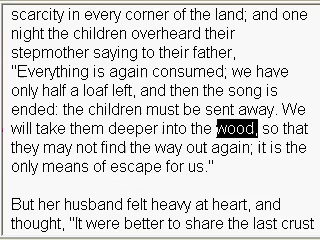 scarcity in every corner of the land; and one
night the children overheard their
stepmother saying to their father,
"Everything is again consumed; we have
only half a loaf left, and then the song is
ended: the children must be sent away. We
will take them deeper into the wood, so that
they may not find the way out again; it is the
only means of escape for us."
But her husband felt heavy at heart, and
thought, "It were better to share the last crust